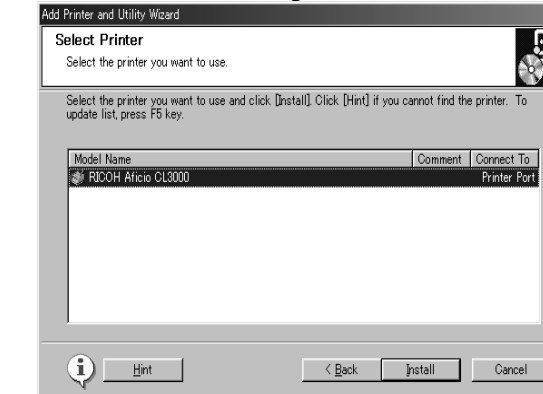 Add Printer and Utility Wizard
Select Printer
Select the printer you want to use.
Select the printer you want to use and click [Install]. Click [Hint] if you cannot find the printer. To
update list, press F5 key.
Model Name Comment Connect To
RICOH Aficio CL3000 Printer Port
Hint < Back Install Cancel